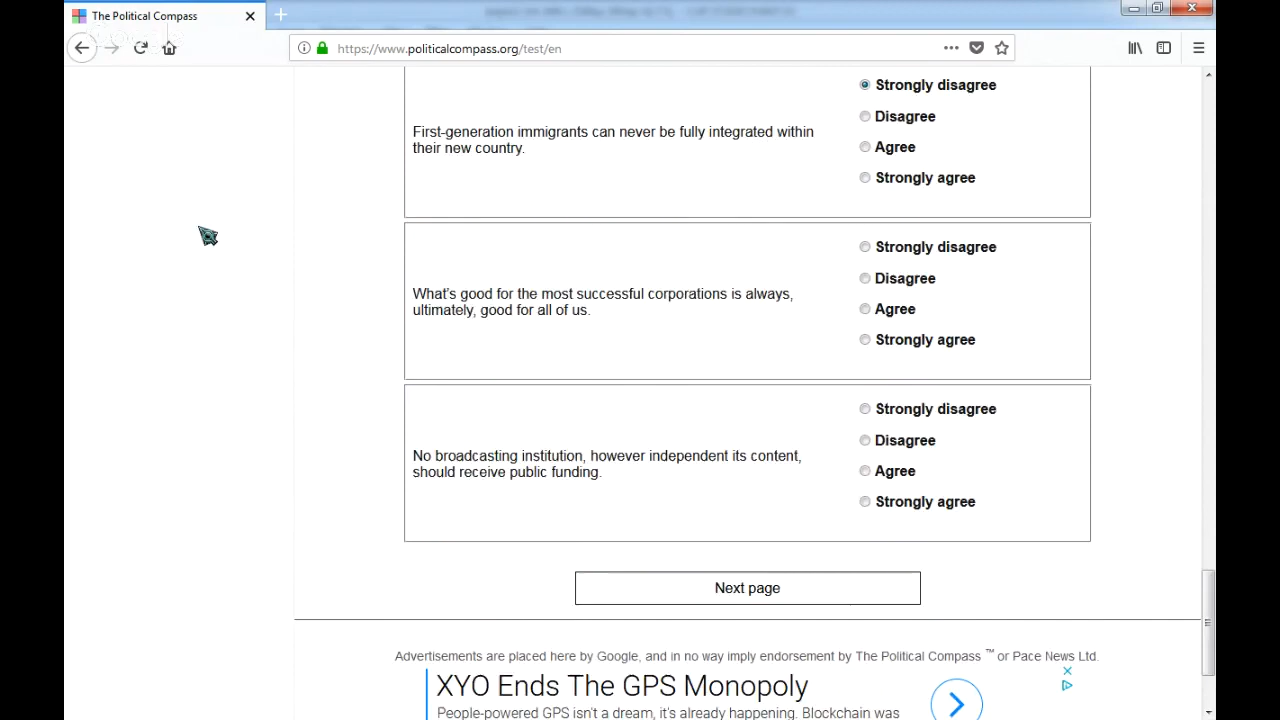 The Political Compass
https://www.politicalcompass.org/test/en
Strongly disagree
Disagree
First-generation immigrants can never be fully integrated within
their new country.
Agree
Strongly agree
Strongly disagree
Disagree
What's good for the most successful corporations is always,
ultimately, good for all of us.
Agree
Strongly agree
Strongly disagree
Disagree
No broadcasting institution, however independent its content,
should receive public funding.
Agree
Strongly agree
Next page
Advertisements are placed here by Google, and in no way imply endorsement by The Political Compass ™ or Pace News Ltd.
XYO Ends The GPS Monopoly
People-powered GPS isn't a dream, it's already happening. Blockchain was